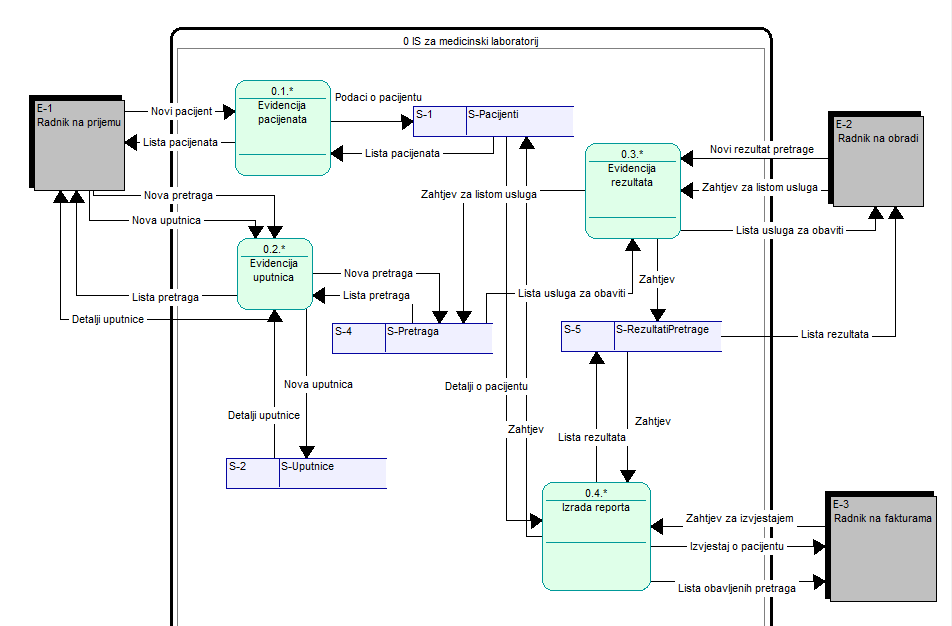 0 IS za medicinski laboratorij
E-1
Radnik na prijemu
Novi pacijent
Lista pacijenata
0.1.*
Evidencija
pacijenata
Podaci o pacijentu
S-1
S-Pacijenti
Lista pacijenata
E-2
Radnik na obradi
Novi rezultat pretrage
0.3.*
Evidencija
rezultata
Zahtjev za listom usluga
Zahtjev za listom usluga
Nova pretraga
Nova uputnica
Lista usluga za obaviti
0.2.*
Evidencija
uputnica
Nova pretraga
Lista pretraga
Zahtjev
Lista usluga za obaviti
Lista pretraga
Detalji uputnice
S-4
S-Pretraga
S-5
S-RezultatiPretrage
Lista rezultata
Nova uputnica
Detalji o pacijentu
Detalji uputnice
Zahtjev
Zahtjev
Lista rezultata
S-2
S-Uputnice
0.4.*
Izrada reporta
E-3
Radnik na fakturama
Zahtjev za izvjestajem
Izvjestaj o pacijentu
Lista obavljenih pretraga